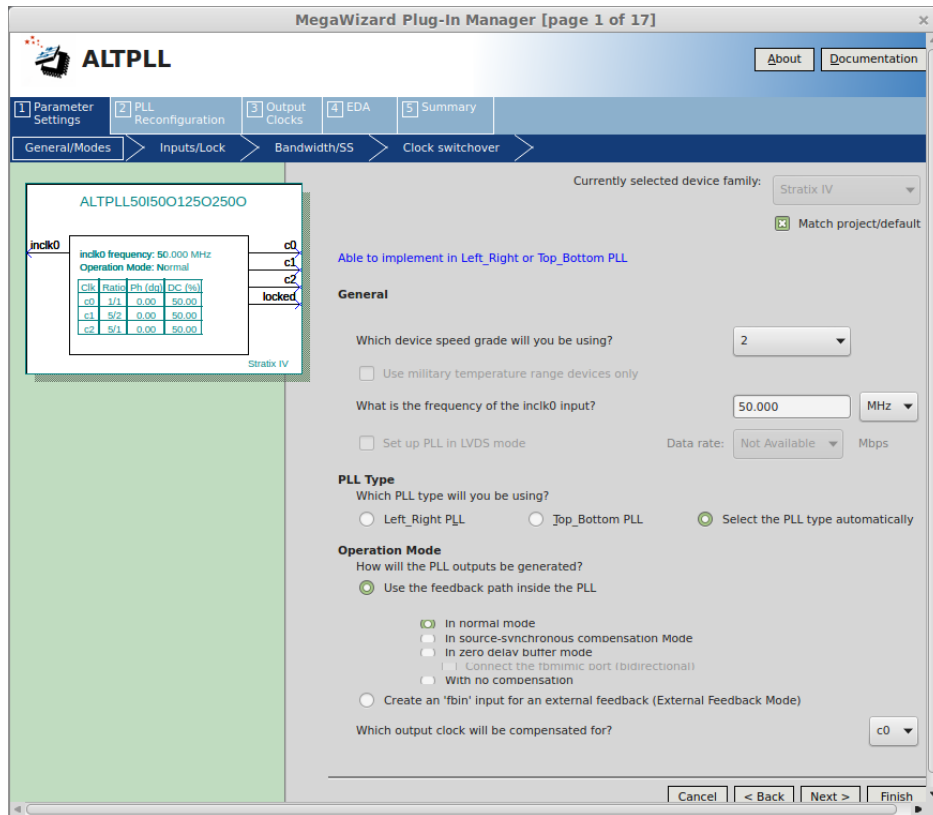 MegaWizard Plug-In Manager [page 1 of 17]
ALTPLL
About
Documentation
1 Parameter Settings
2 PLL Reconfiguration
3 Output Clocks
4 EDA
5 Summary
General/Modes
Inputs/Lock
Bandwidth/SS
Clock switchover
Currently selected device family:
Stratix IV
Match project/default
ALTPLL50I50O125O250O
inclk0
inclk0 frequency: 50.000 MHz
Operation Mode: Normal
Clk Ratio Ph (dg) DC (%)
c0 1/1 0.00 50.00
c1 5/2 0.00 50.00
c2 5/1 0.00 50.00
c0
c1
c2
locked
Stratix IV
Able to implement in Left_Right or Top_Bottom PLL
General
Which device speed grade will you be using?
2
Use military temperature range devices only
What is the frequency of the inclk0 input?
50.000
MHz
Set up PLL in LVDS mode
Data rate:
Not Available
Mbps
PLL Type
Which PLL type will you be using?
Left_Right PLL
Top_Bottom PLL
Select the PLL type automatically
Operation Mode
How will the PLL outputs be generated?
Use the feedback path inside the PLL
In normal mode
In source-synchronous compensation Mode
In zero delay buffer mode
Connect the fbmimic port (bidirectional)
With no compensation
Create an 'fbin' input for an external feedback (External Feedback Mode)
Which output clock will be compensated for?
c0
Cancel
< Back
Next >
Finish